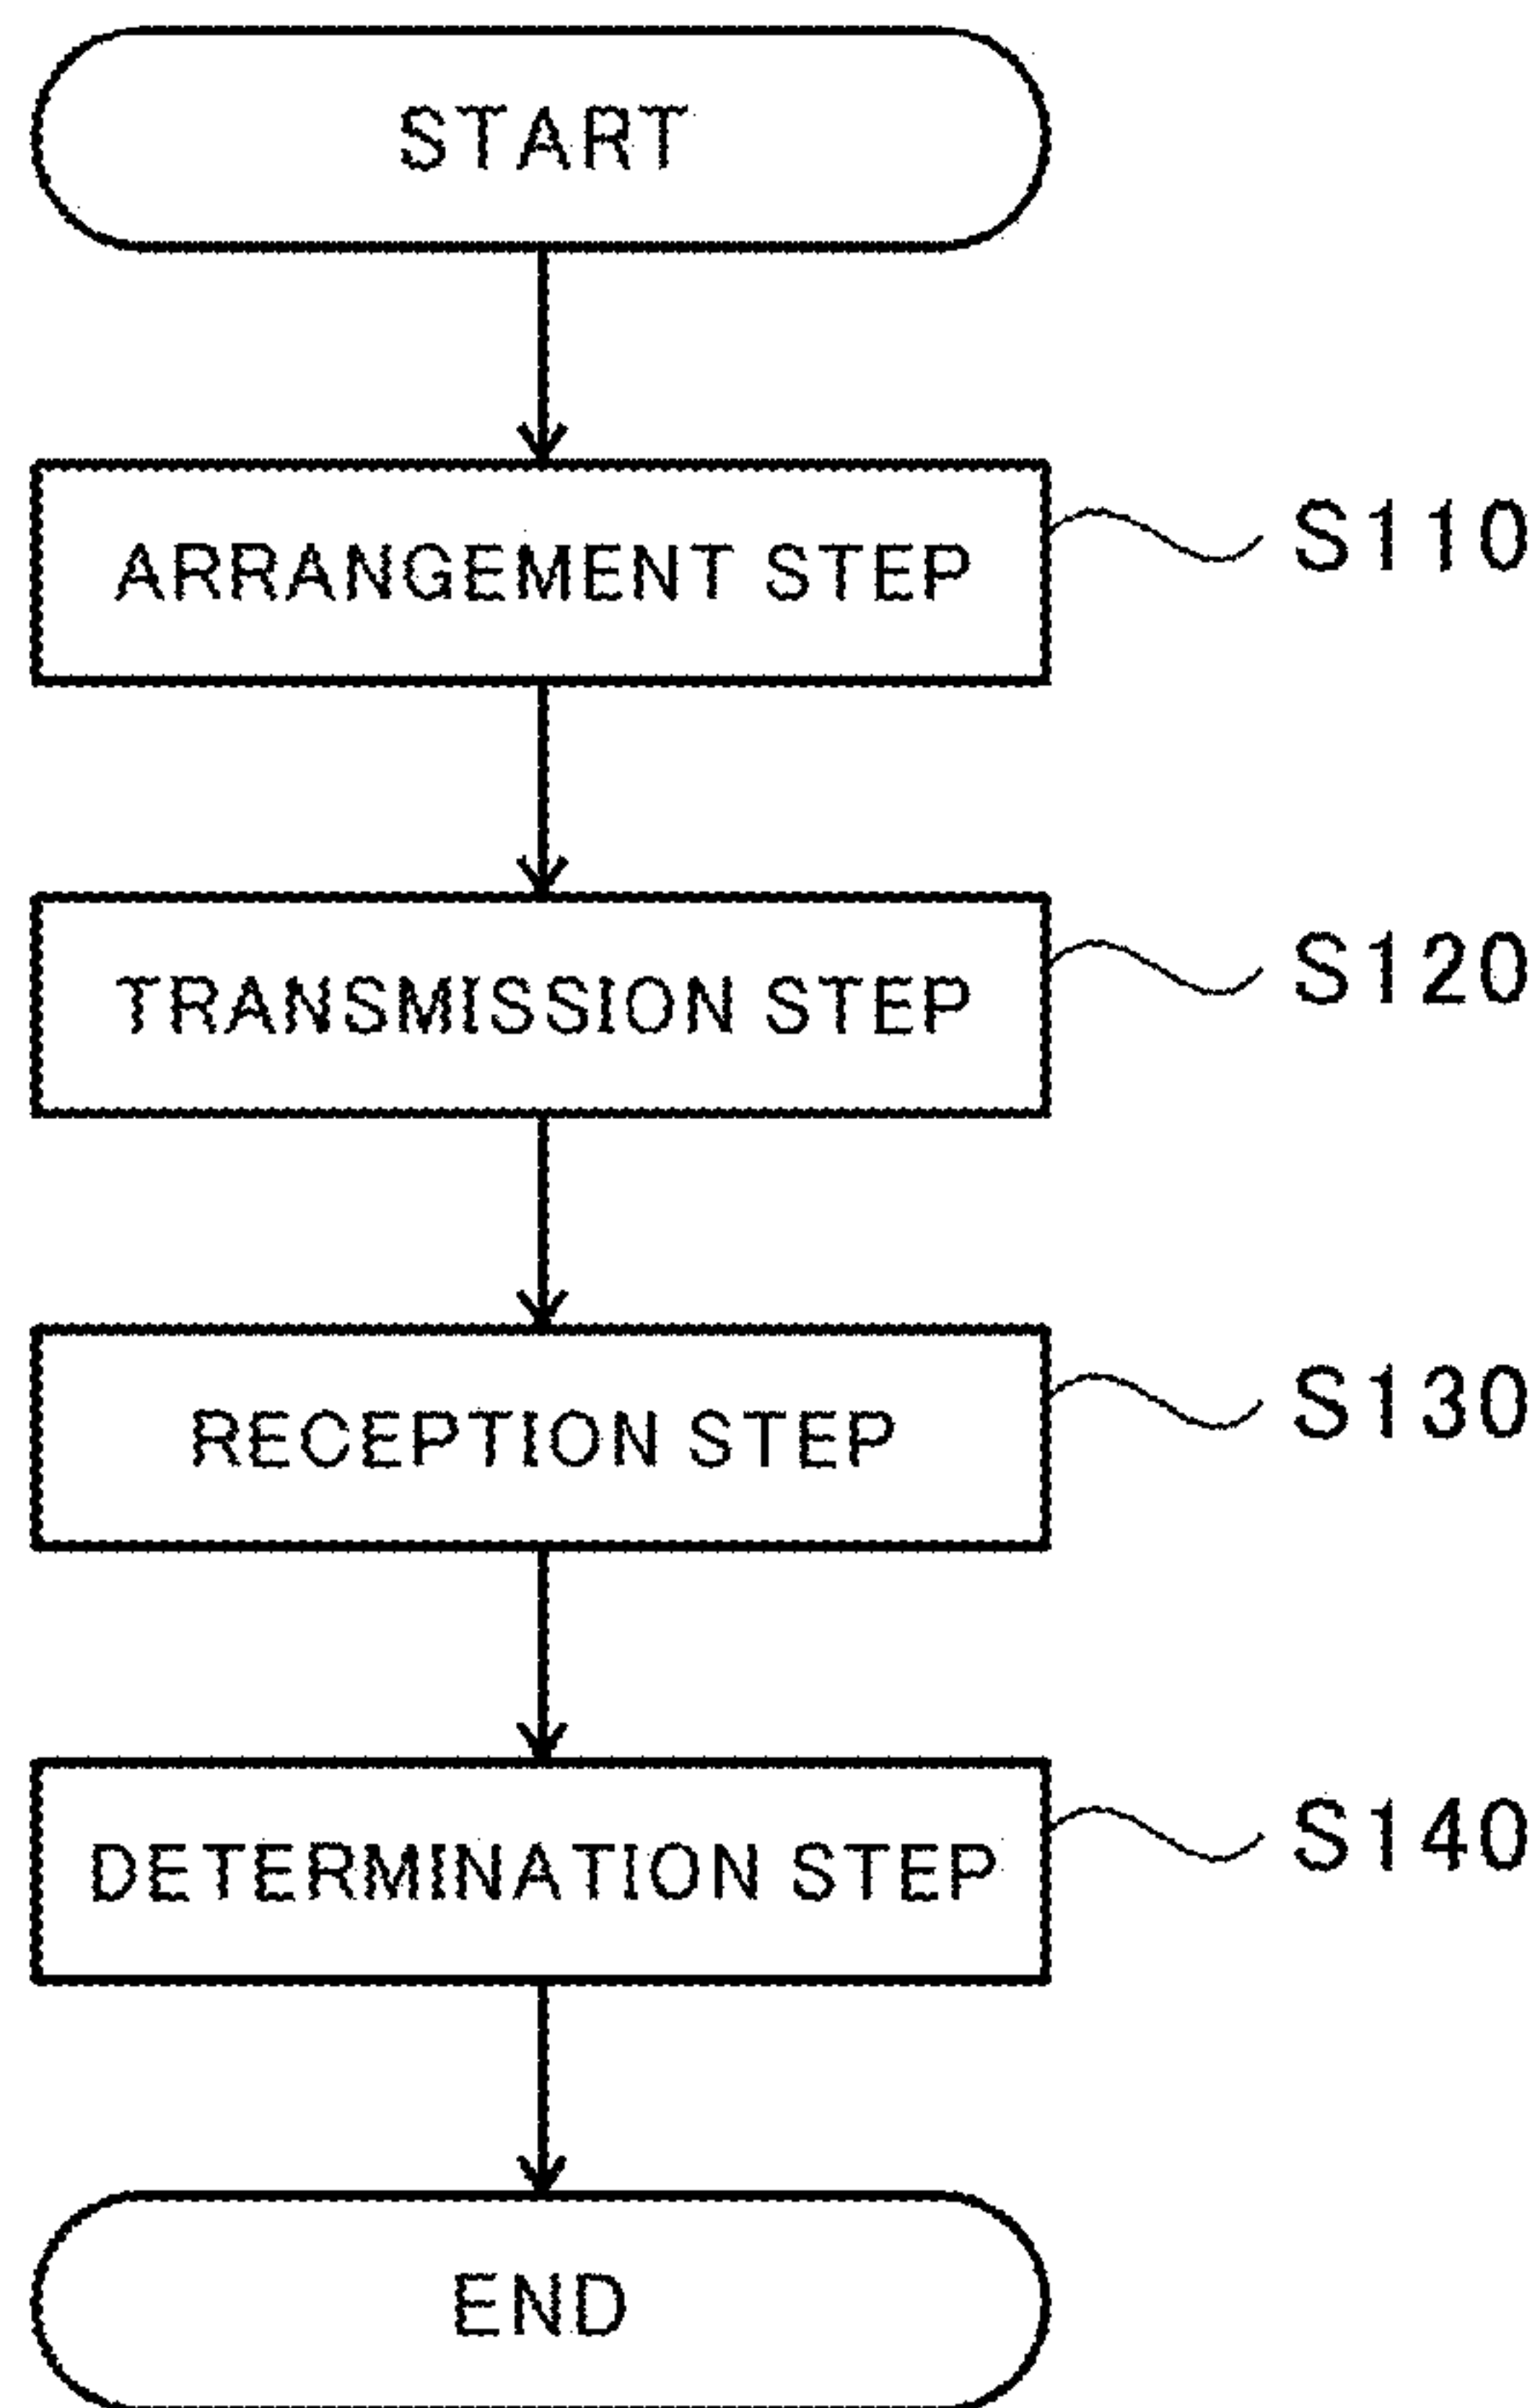 START
ARRANGEMENT STEP
S110
TRANSMISSION STEP
S120
RECEPTION STEP
S130
DETERMINATION STEP
S140
END